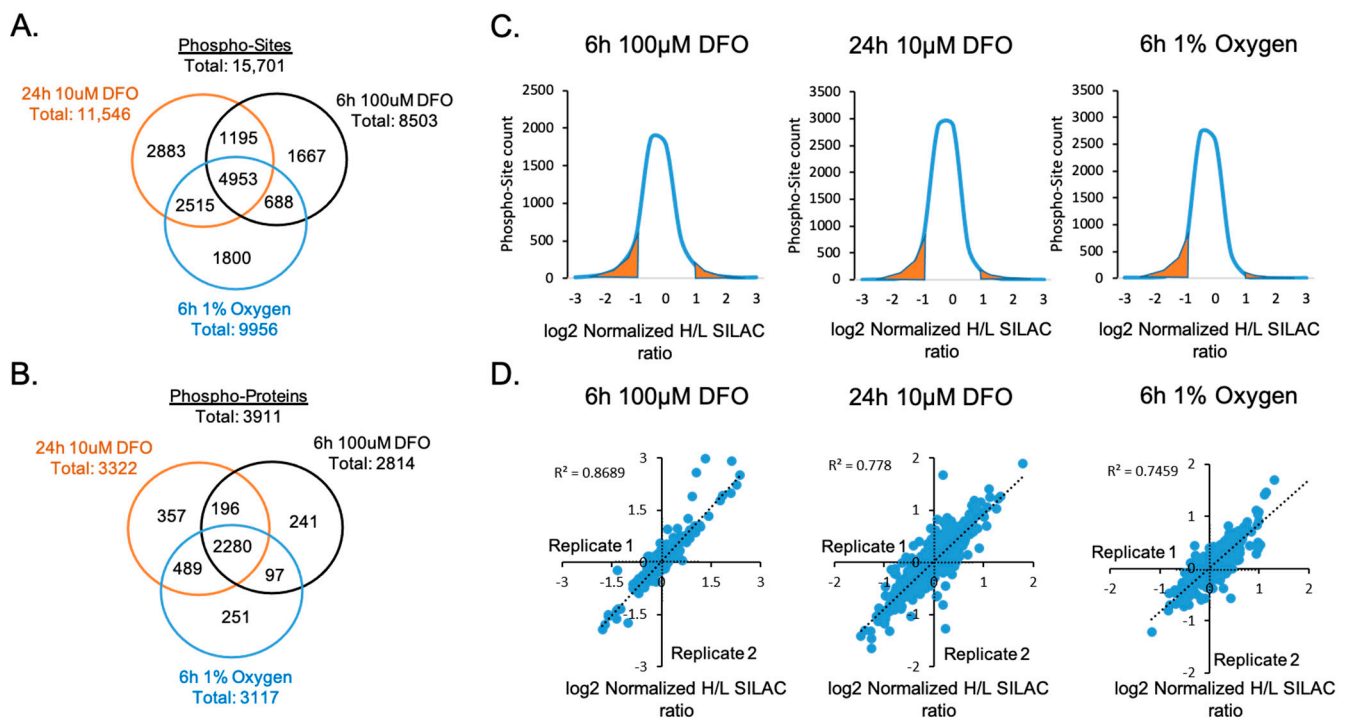 A.
Phospho-Sites
Total: 15,701
24h 10uM DFO
Total: 11,546
6h 100uM DFO
Total: 8503
2883
1195
1667
4953
2515
688
1800
6h 1% Oxygen
Total: 9956
B.
Phospho-Proteins
Total: 3911
24h 10uM DFO
Total: 3322
6h 100uM DFO
Total: 2814
357
196
241
2280
489
97
251
6h 1% Oxygen
Total: 3117
C.
6h 100µM DFO
Phospho-Site count
2500
2000
1500
1000
500
0
-3 -2 -1 0 1 2 3
log2 Normalized H/L SILAC
ratio
24h 10µM DFO
Phospho-Site count
3500
3000
2500
2000
1500
1000
500
0
-3 -2 -1 0 1 2 3
log2 Normalized H/L SILAC
ratio
6h 1% Oxygen
Phospho-Site count
3500
3000
2500
2000
1500
1000
500
0
-3 -2 -1 0 1 2 3
log2 Normalized H/L SILAC
ratio
D.
6h 100µM DFO
R² = 0.8689
3
1.5
Replicate 1
0
-3 -1.5 0 1.5 3
-1.5
Replicate 2
-3
log2 Normalized H/L SILAC
ratio
24h 10µM DFO
R² = 0.778
2
1
Replicate 1
0
-2 -1 0 1 2
-1
Replicate 2
-2
log2 Normalized H/L SILAC
ratio
6h 1% Oxygen
R² = 0.7459
2
1
Replicate 1
0
-2 -1 0 1 2
-1
Replicate 2
-2
log2 Normalized H/L SILAC
ratio